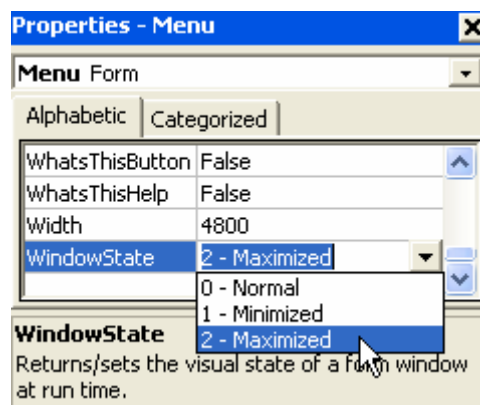 Properties - Menu
Menu Form
Alphabetic Categorized
WhatsThisButton False
WhatsThisHelp False
Width 4800
WindowState 2 - Maximized
0 - Normal
1 - Minimized
2 - Maximized
WindowState
Returns/sets the visual state of a form window
at run time.